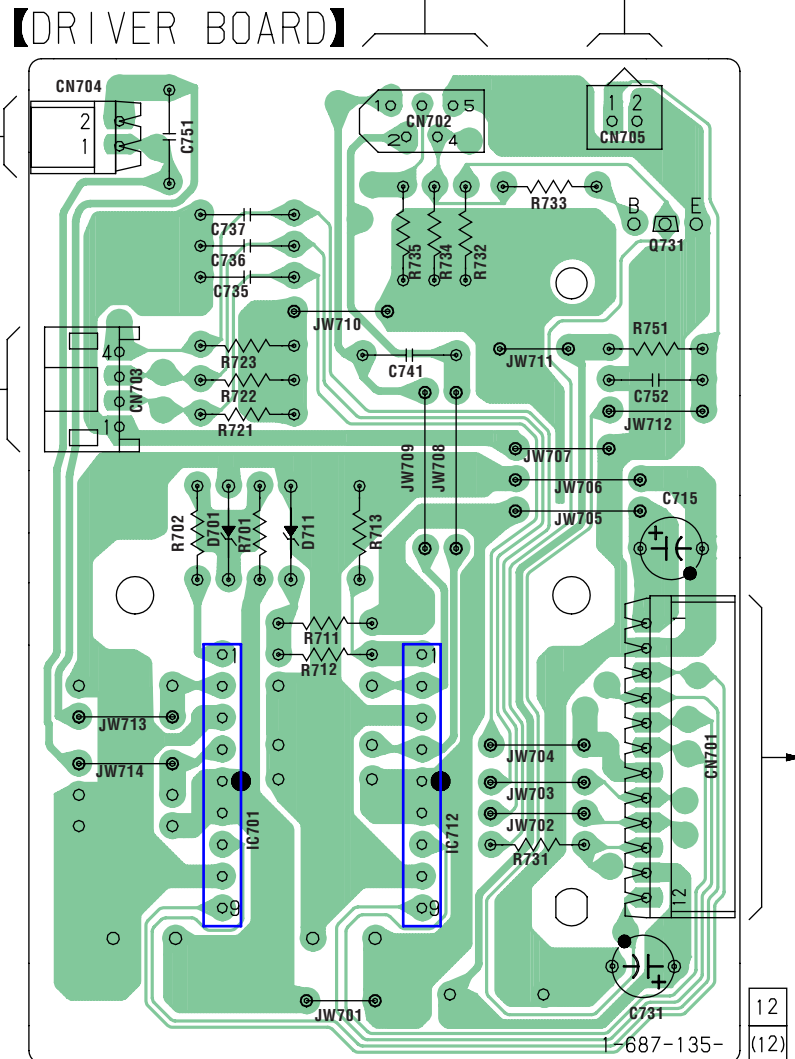 【DRIVER BOARD】
CN704
2
1
C751
1
5
CN702
2
4
1 2
CN705
R735
R734
R732
R733
B
E
Q731
C737
C736
C735
JW710
R751
JW711
C741
C752
JW712
4
CN703
1
R723
R722
R721
JW709
JW708
JW707
JW706
JW705
C715
+
R702
D701
R701
D711
R713
R711
R712
1
1
1
JW713
JW714
IC701
IC712
CN701
JW704
JW703
JW702
R731
9
9
12
JW701
+
C731
12
1-687-135-
(12)